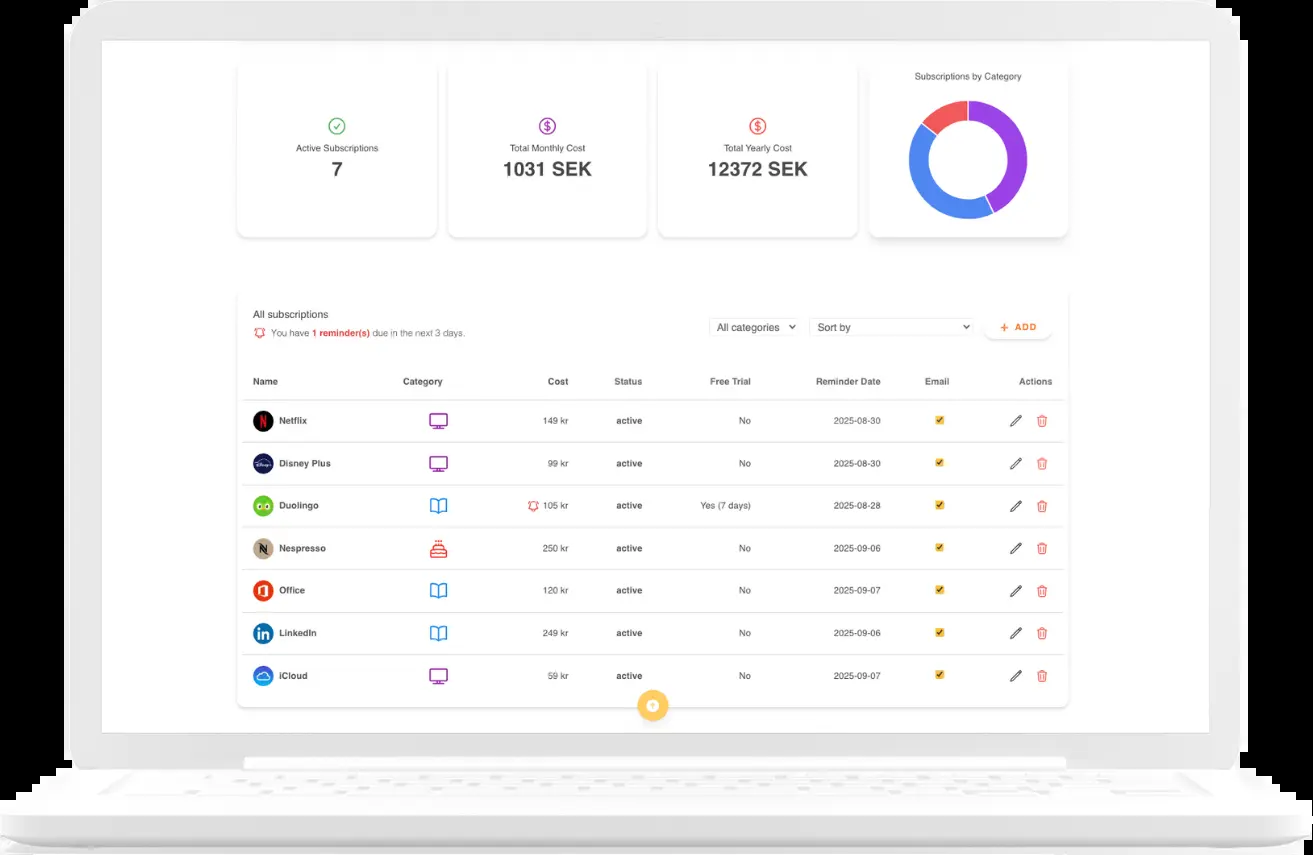 Active Subscriptions
7
Total Monthly Cost
1031 SEK
Total Yearly Cost
12372 SEK
Subscriptions by Category
All subscriptions
You have 1 reminder(s) due in the next 3 days.
All categories Sort by + ADD
Name Category Cost Status Free Trial Reminder Date Email Actions
N Netflix 149 kr active No 2025-08-30
Disney Disney Plus 99 kr active No 2025-08-30
Duolingo 105 kr active Yes (7 days) 2025-08-28
N Nespresso 250 kr active No 2025-09-06
Office 120 kr active No 2025-09-07
in LinkedIn 249 kr active No 2025-09-06
iCloud 59 kr active No 2025-09-07